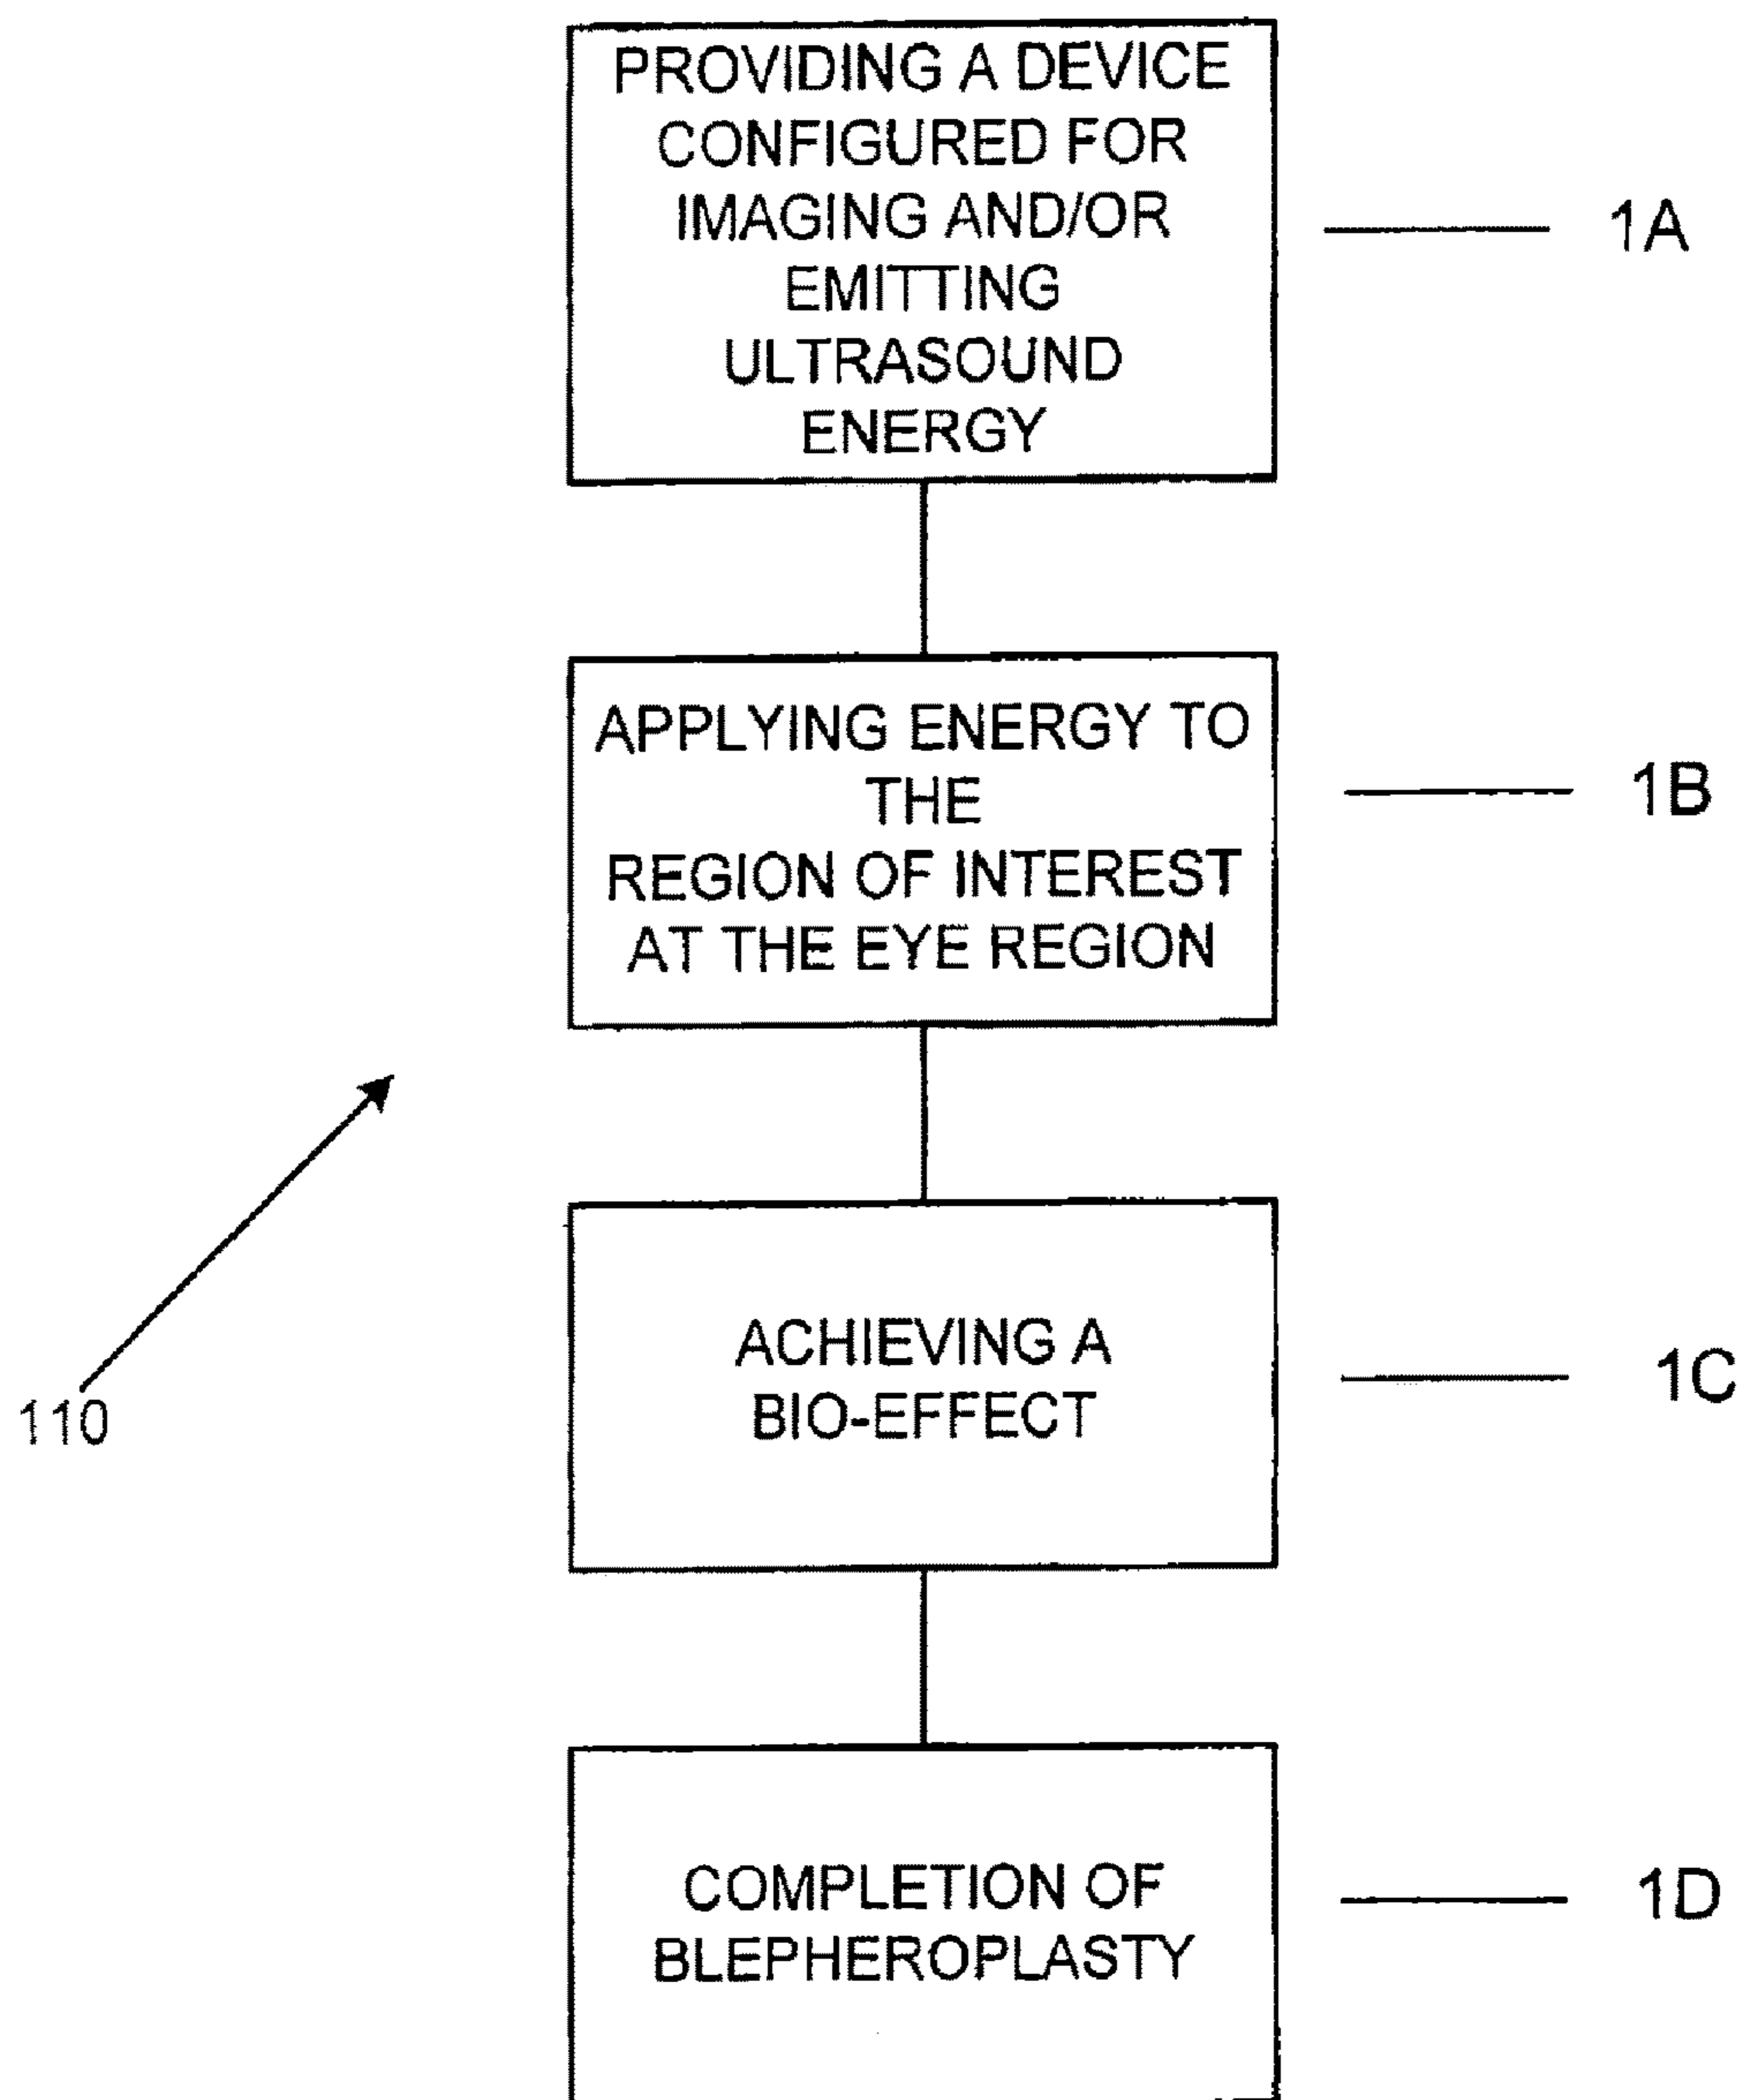 PROVIDING A DEVICE
CONFIGURED FOR
IMAGING AND/OR
EMITTING
ULTRASOUND
ENERGY
1A
APPLYING ENERGY TO
THE
REGION OF INTEREST
AT THE EYE REGION
1B
110
ACHIEVING A
BIO-EFFECT
1C
COMPLETION OF
BLEPHEROPLASTY
1D